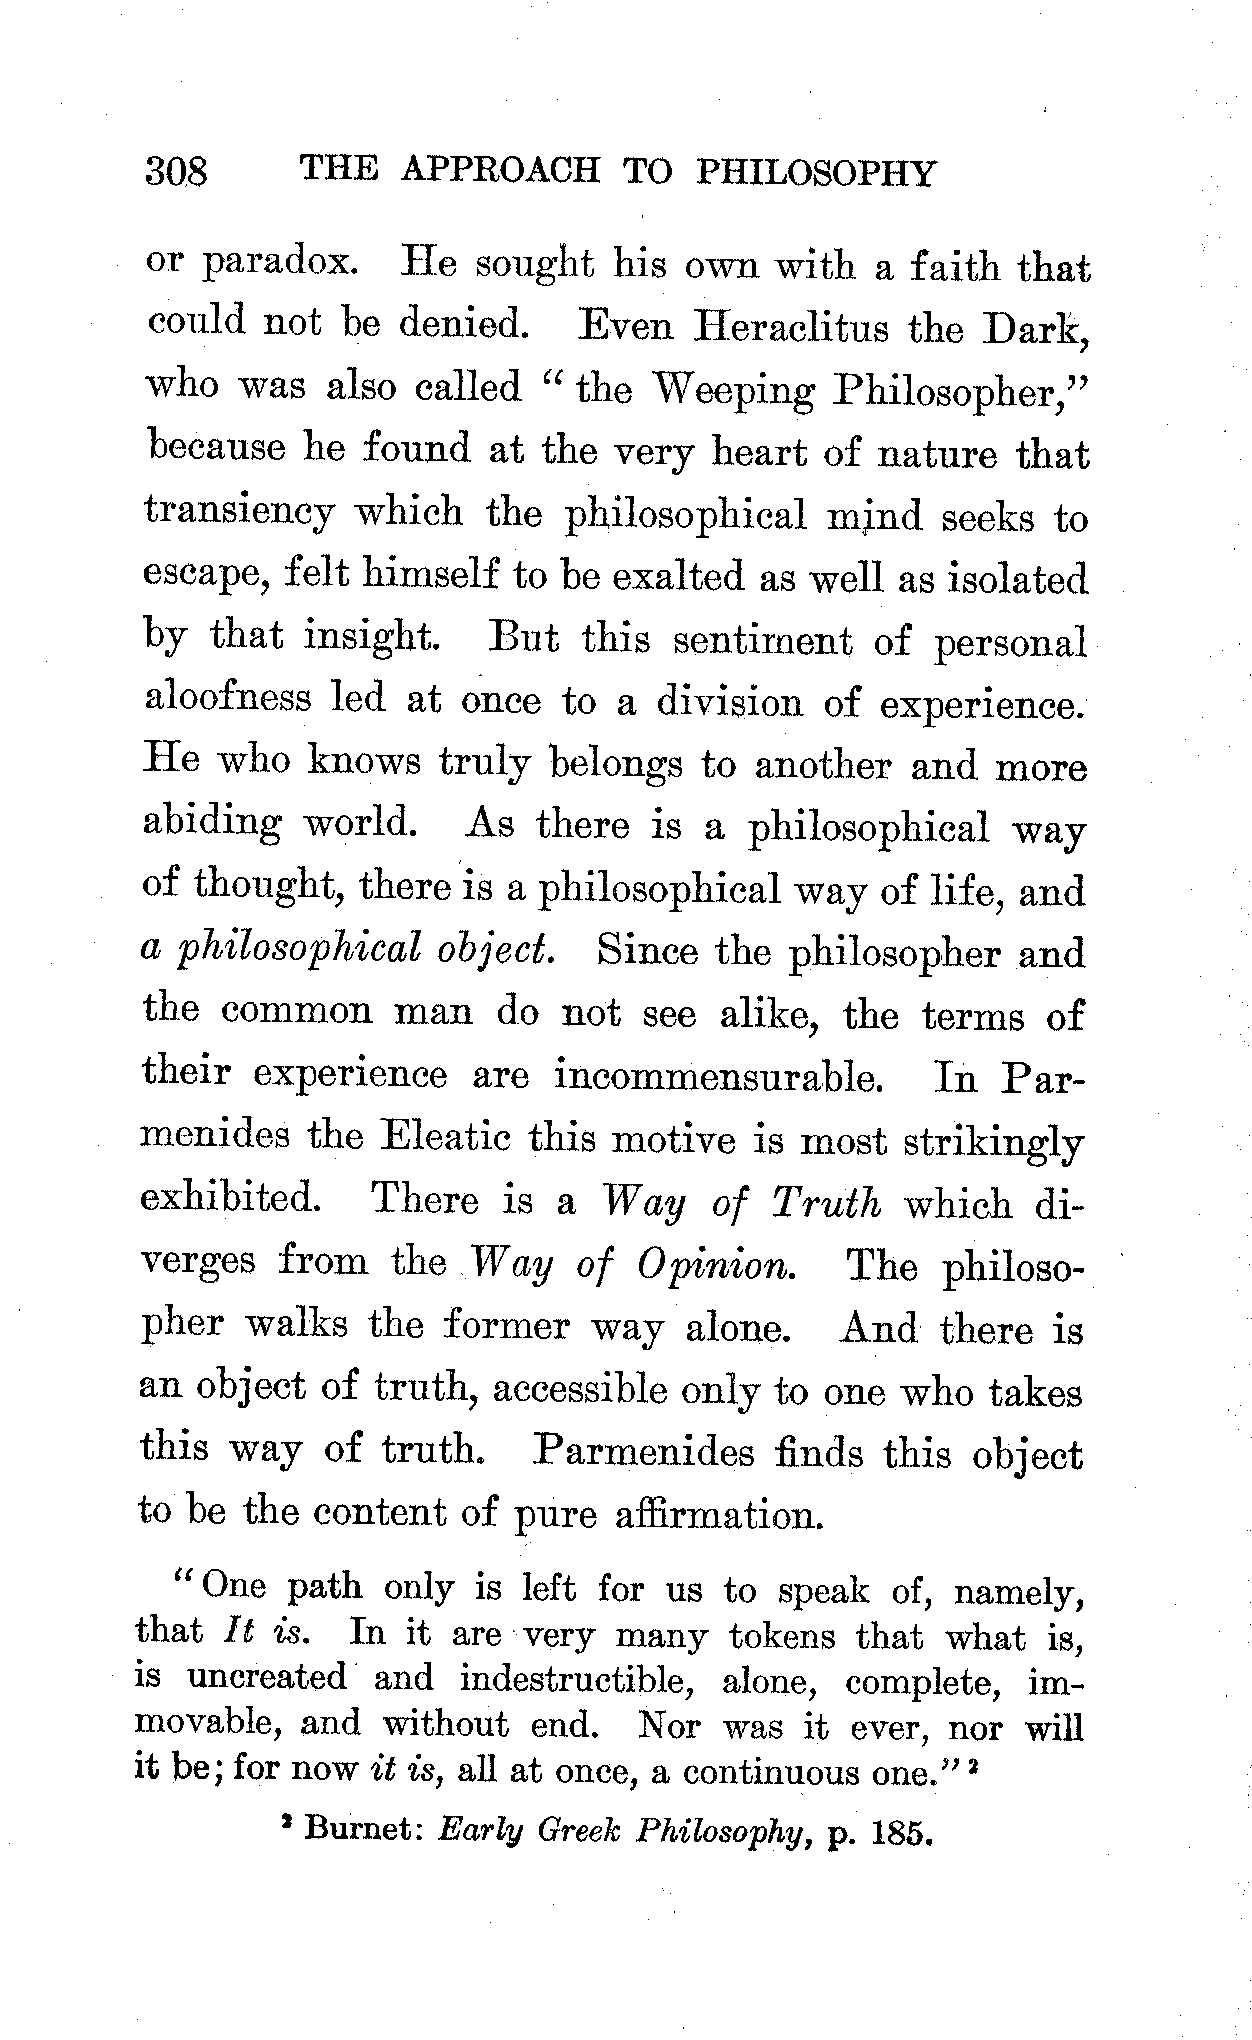 308 THE APPROACH TO PHILOSOPHY
or paradox. He sought his own with a faith that
could not be denied. Even Heraclitus the Dark,
who was also called “ the Weeping Philosopher,”
because he found at the very heart of nature that
transiency which the philosophical mind seeks to
escape, felt himself to be exalted as well as isolated
by that insight. But this sentiment of personal
aloofness led at once to a division of experience.
He who knows truly belongs to another and more
abiding world. As there is a philosophical way
of thought, there is a philosophical way of life, and
a philosophical object. Since the philosopher and
the common man do not see alike, the terms of
their experience are incommensurable. In Par-
menides the Eleatic this motive is most strikingly
exhibited. There is a Way of Truth which di-
verges from the Way of Opinion. The philoso-
pher walks the former way alone. And there is
an object of truth, accessible only to one who takes
this way of truth. Parmenides finds this object
to be the content of pure affirmation.
“ One path only is left for us to speak of, namely,
that It is. In it are very many tokens that what is,
is uncreated and indestructible, alone, complete, im-
movable, and without end. Nor was it ever, nor will
it be; for now it is, all at once, a continuous one.” ²
² Burnet: Early Greek Philosophy, p. 185.